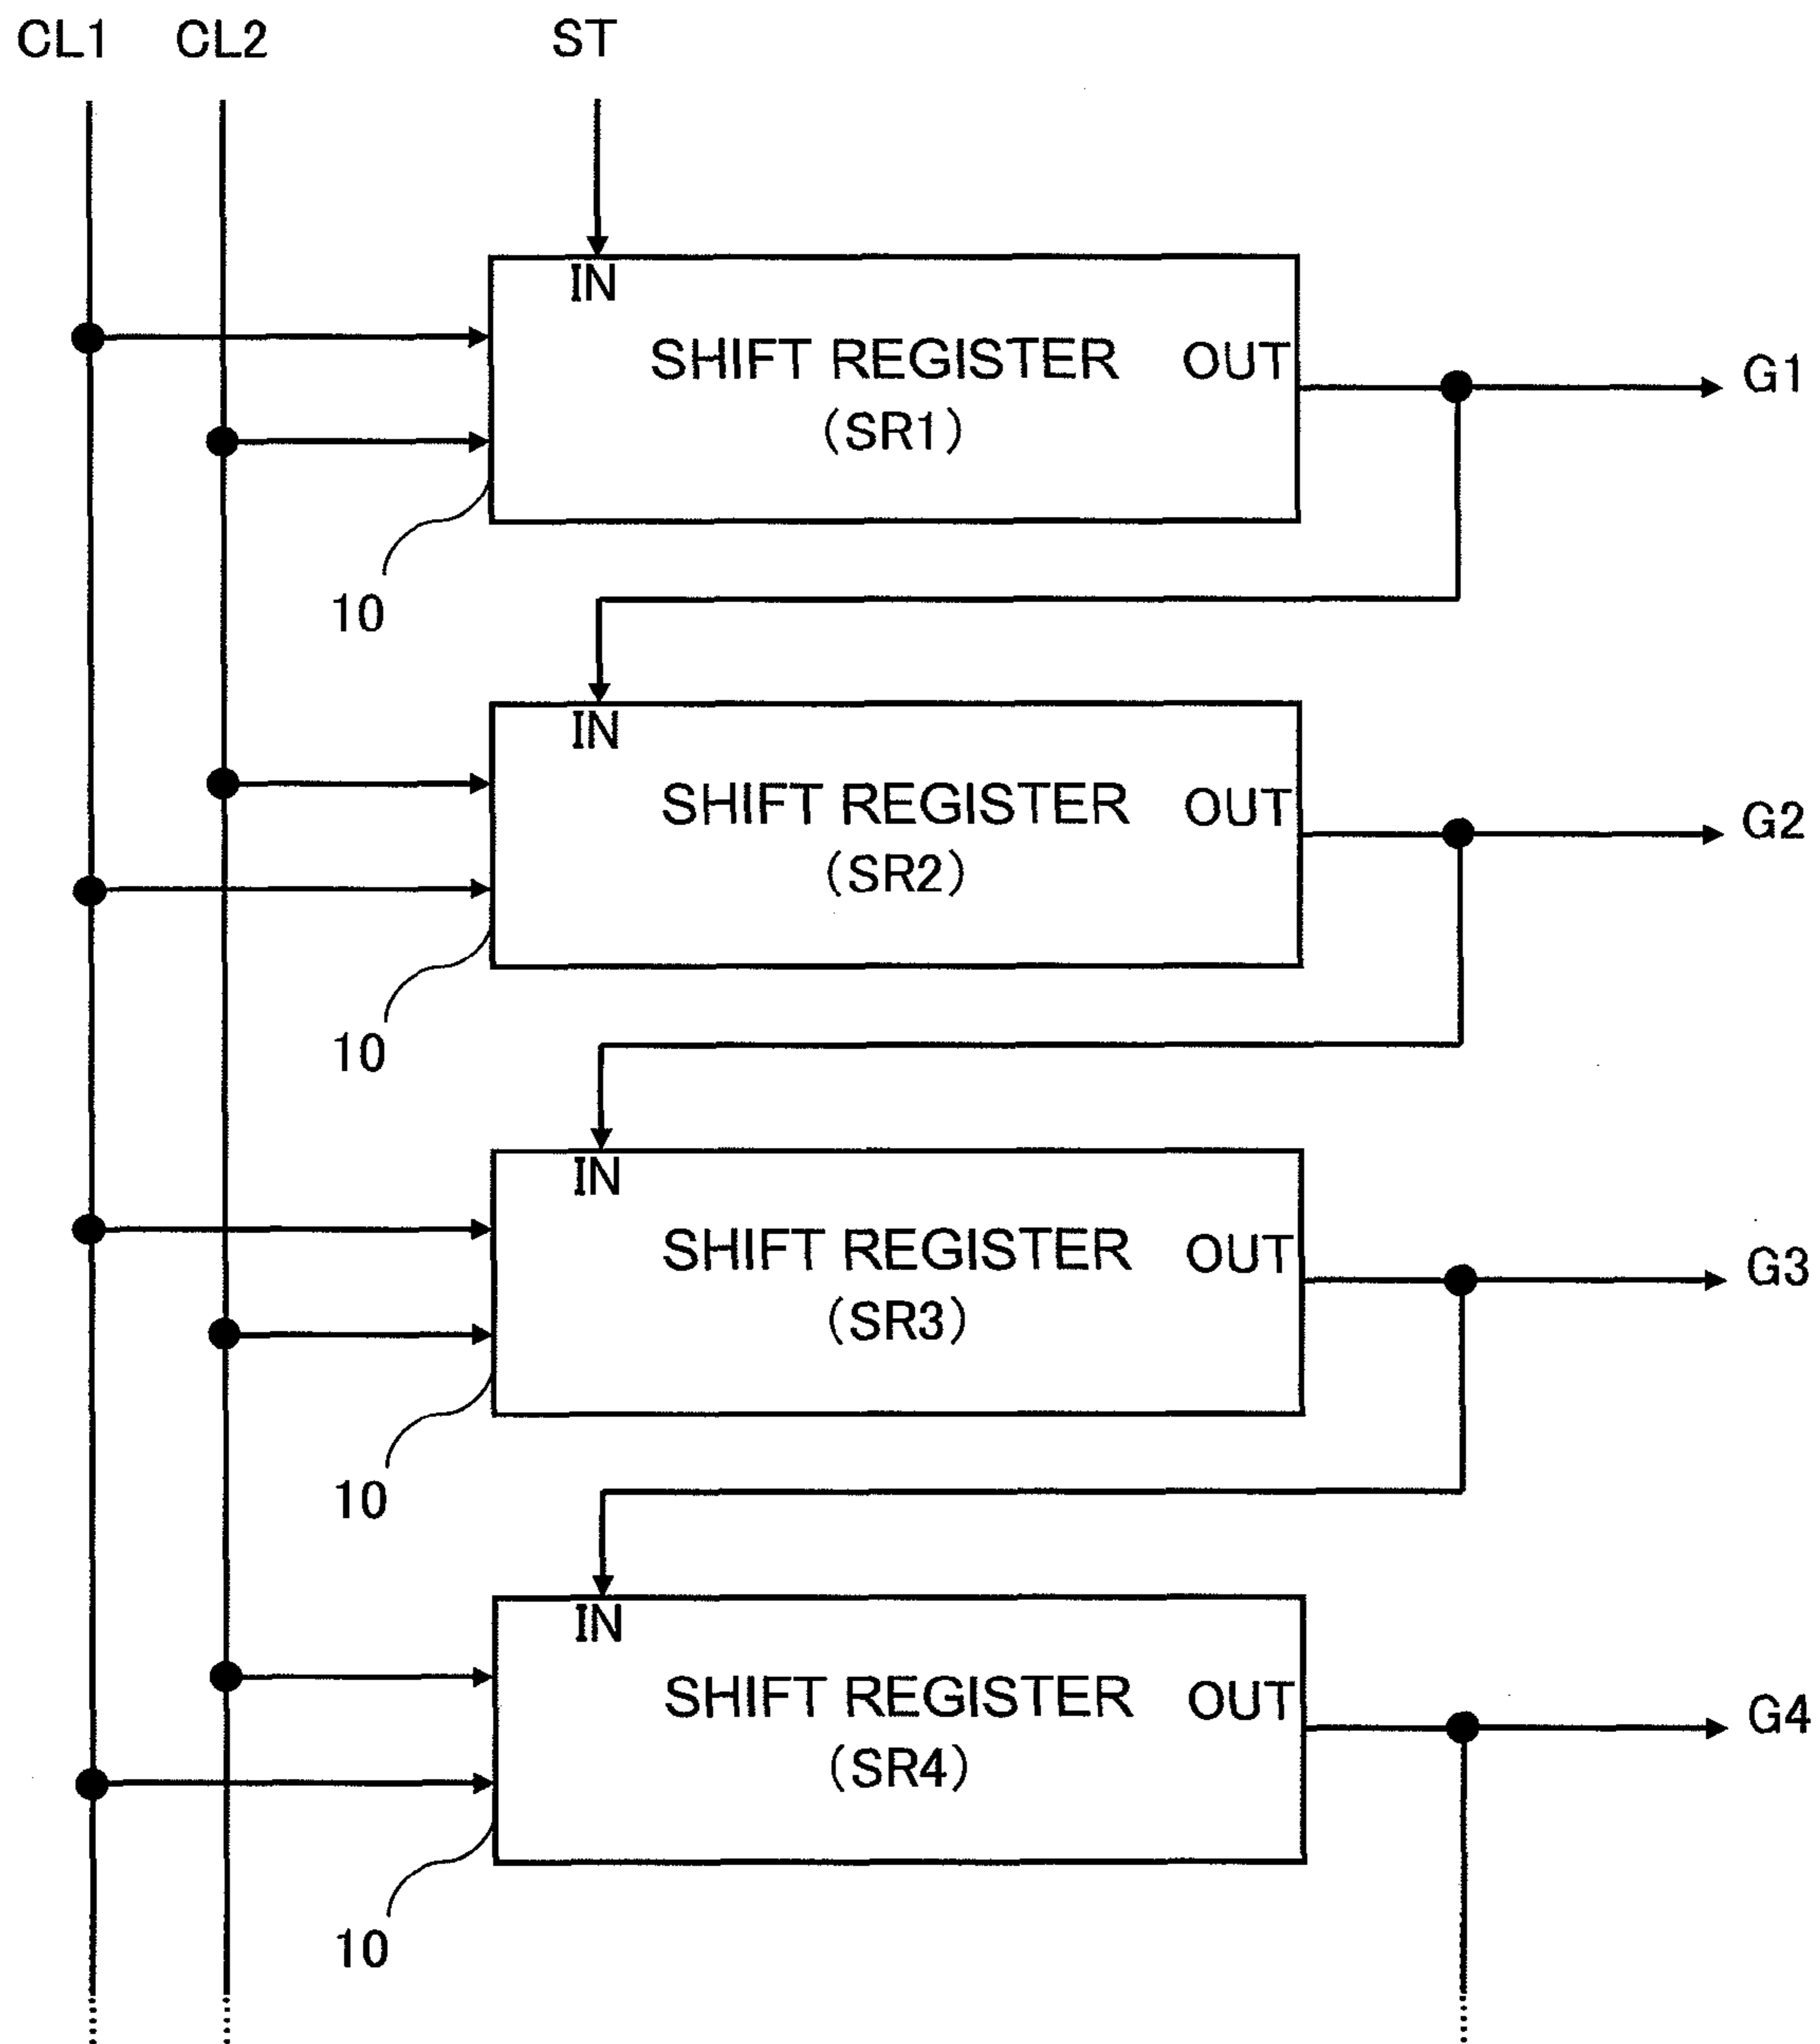 CL1 CL2 ST
IN
SHIFT REGISTER OUT
(SR1)
G1
10
IN
SHIFT REGISTER OUT
(SR2)
G2
10
IN
SHIFT REGISTER OUT
(SR3)
G3
10
IN
SHIFT REGISTER OUT
(SR4)
G4
10